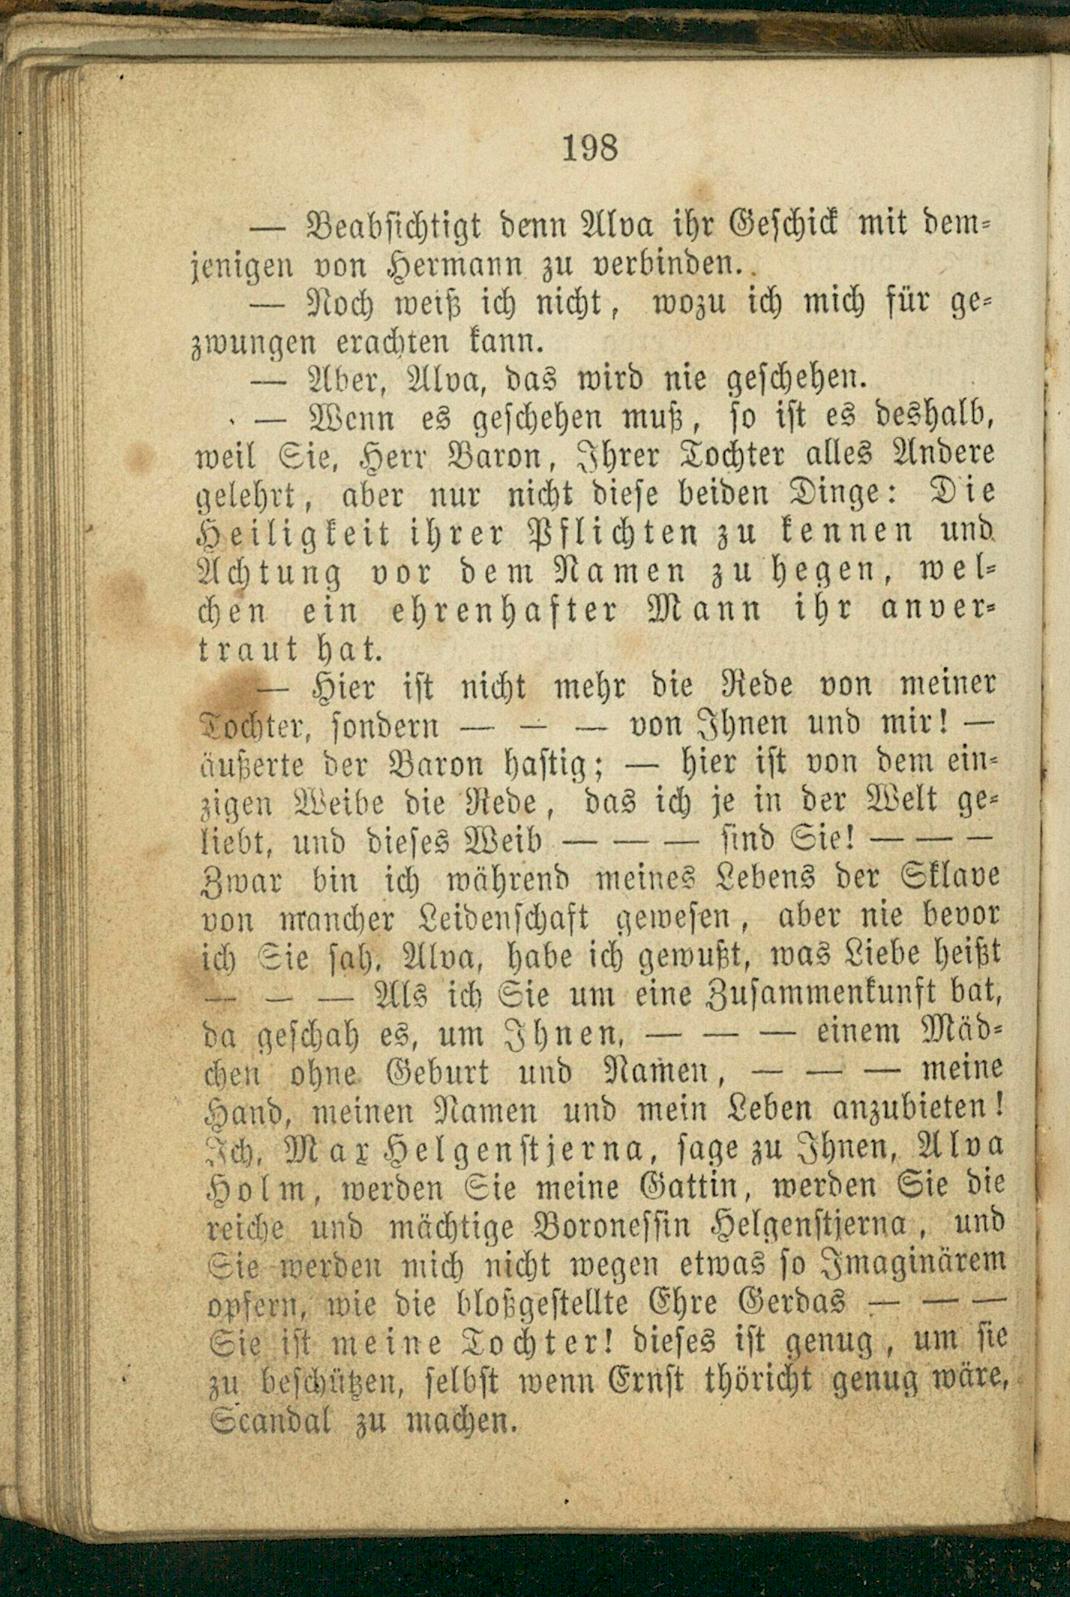 198
— Beabsichtigt denn Alva ihr Geschick mit dem-
jenigen von Hermann zu verbinden.
— Noch weiß ich nicht, wozu ich mich für ge-
zwungen erachten kann.
— Aber, Alva, das wird nie geschehen.
— Wenn es geschehen muß, so ist es deshalb,
weil Sie, Herr Baron, Ihrer Tochter alles Andere
gelehrt, aber nur nicht diese beiden Dinge: Die
Heiligkeit ihrer Pflichten zu kennen und
Achtung vor dem Namen zu hegen, wel-
chen ein ehrenhafter Mann ihr anver-
traut hat.
— Hier ist nicht mehr die Rede von meiner
Tochter, sondern — — — von Ihnen und mir! —
äußerte der Baron hastig; — hier ist von dem ein-
zigen Weibe die Rede, das ich je in der Welt ge-
liebt, und dieses Weib — — — sind Sie! — — —
Zwar bin ich während meines Lebens der Sklave
von mancher Leidenschaft gewesen, aber nie bevor
ich Sie sah, Alva, habe ich gewußt, was Liebe heißt
— — — Als ich Sie um eine Zusammenkunft bat,
da geschah es, um Ihnen, — — — einem Mäd-
chen ohne Geburt und Namen, — — — meine
Hand, meinen Namen und mein Leben anzubieten!
Ich, Max Helgenstjerna, sage zu Ihnen, Alva
Holm, werden Sie meine Gattin, werden Sie die
reiche und mächtige Boronessin Helgenstjerna, und
Sie werden mich nicht wegen etwas so Imaginärem
opfern, wie die bloßgestellte Ehre Gerdas — — —
Sie ist meine Tochter! dieses ist genug, um sie
zu beschützen, selbst wenn Ernst thöricht genug wäre,
Scandal zu machen.